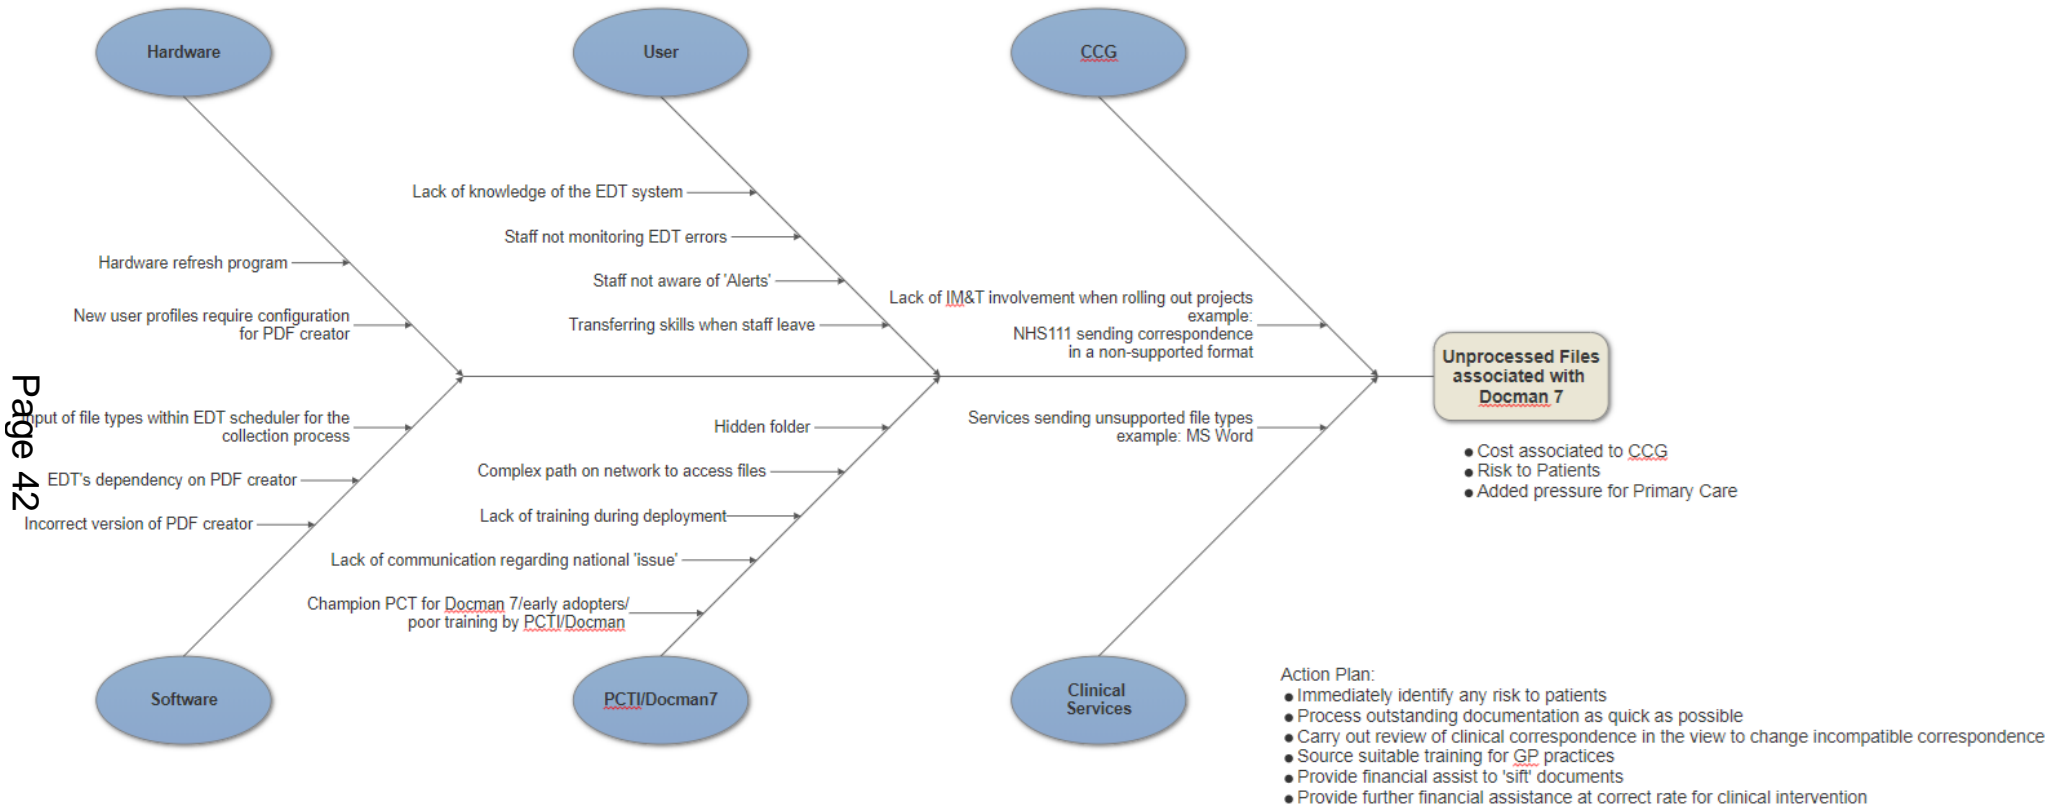 Hardware
User
CCG
Lack of knowledge of the EDT system
Staff not monitoring EDT errors
Hardware refresh program
Staff not aware of 'Alerts'
New user profiles require configuration
for PDF creator
Transferring skills when staff leave
Lack of IM&T involvement when rolling out projects
example:
NHS111 sending correspondence
in a non-supported format
Unprocessed Files
associated with
Docman 7
Page 42
Input of file types within EDT scheduler for the
collection process
Hidden folder
Services sending unsupported file types
example: MS Word
EDT's dependency on PDF creator
Complex path on network to access files
Incorrect version of PDF creator
Lack of training during deployment
Lack of communication regarding national 'issue'
Champion PCT for Docman 7/early adopters/
poor training by PCTI/Docman
● Cost associated to CCG
● Risk to Patients
● Added pressure for Primary Care
Software
PCTI/Docman7
Clinical
Services
Action Plan:
● Immediately identify any risk to patients
● Process outstanding documentation as quick as possible
● Carry out review of clinical correspondence in the view to change incompatible correspondence
● Source suitable training for GP practices
● Provide financial assist to 'sift' documents
● Provide further financial assistance at correct rate for clinical intervention